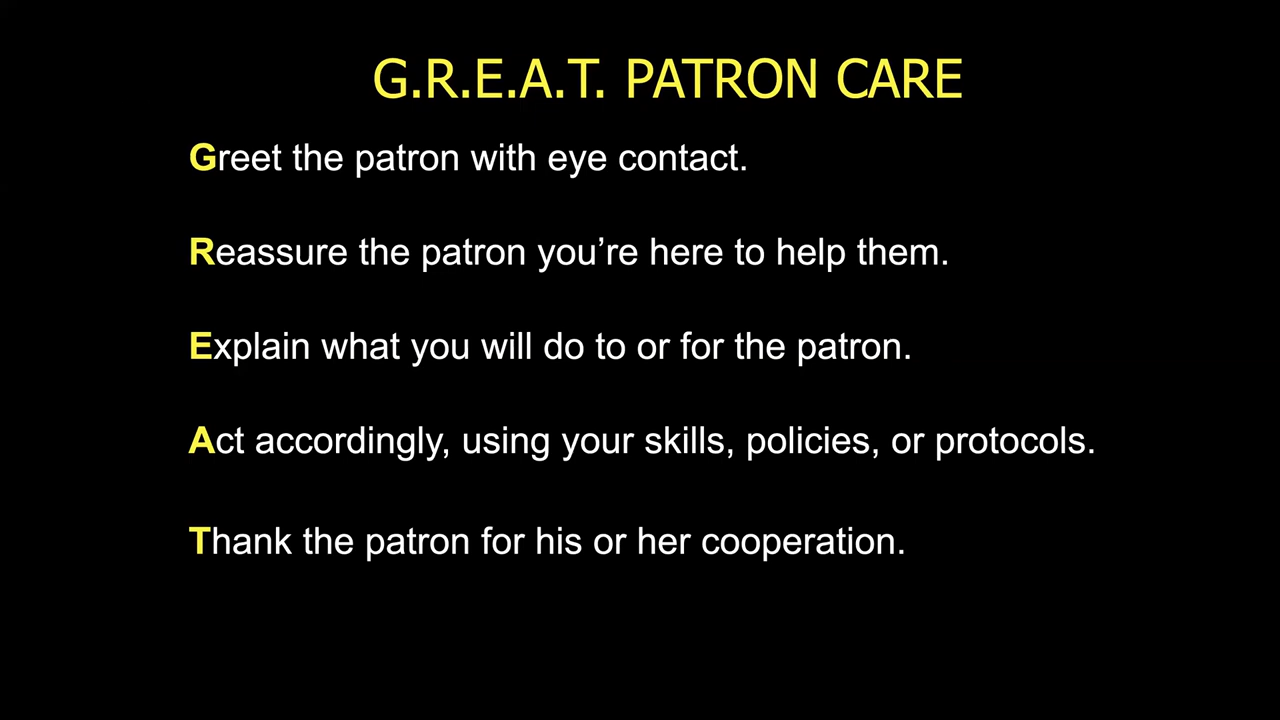 G.R.E.A.T. PATRON CARE
Greet the patron with eye contact.
Reassure the patron you’re here to help them.
Explain what you will do to or for the patron.
Act accordingly, using your skills, policies, or protocols.
Thank the patron for his or her cooperation.